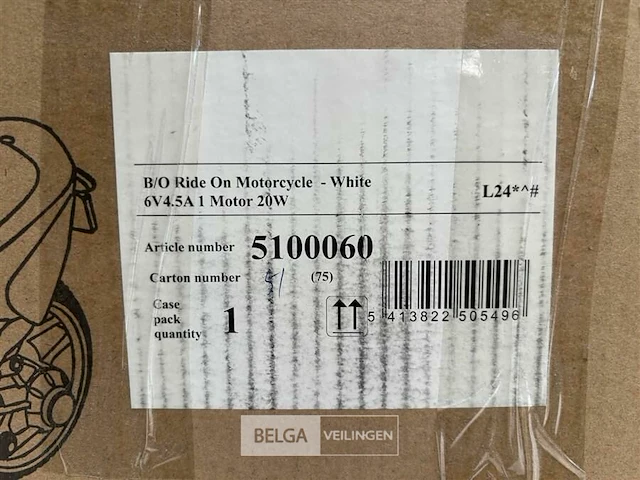 B/O Ride On Motorcycle - White
6V4.5A 1 Motor 20W
L24*^#
Article number 5100060
Carton number 51 (75)
Case pack quantity 1
5 413822 505496
BELGA VEILINGEN